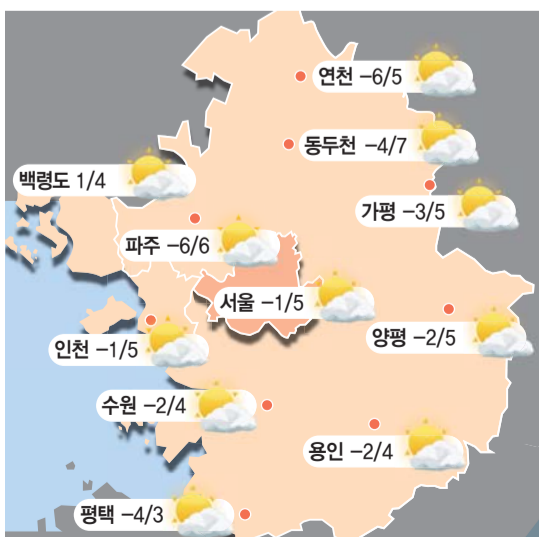 연천 −6/5
동두천 −4/7
백령도 1/4
가평 −3/5
파주 −6/6
서울 −1/5
양평 −2/5
인천 −1/5
수원 −2/4
용인 −2/4
평택 −4/3